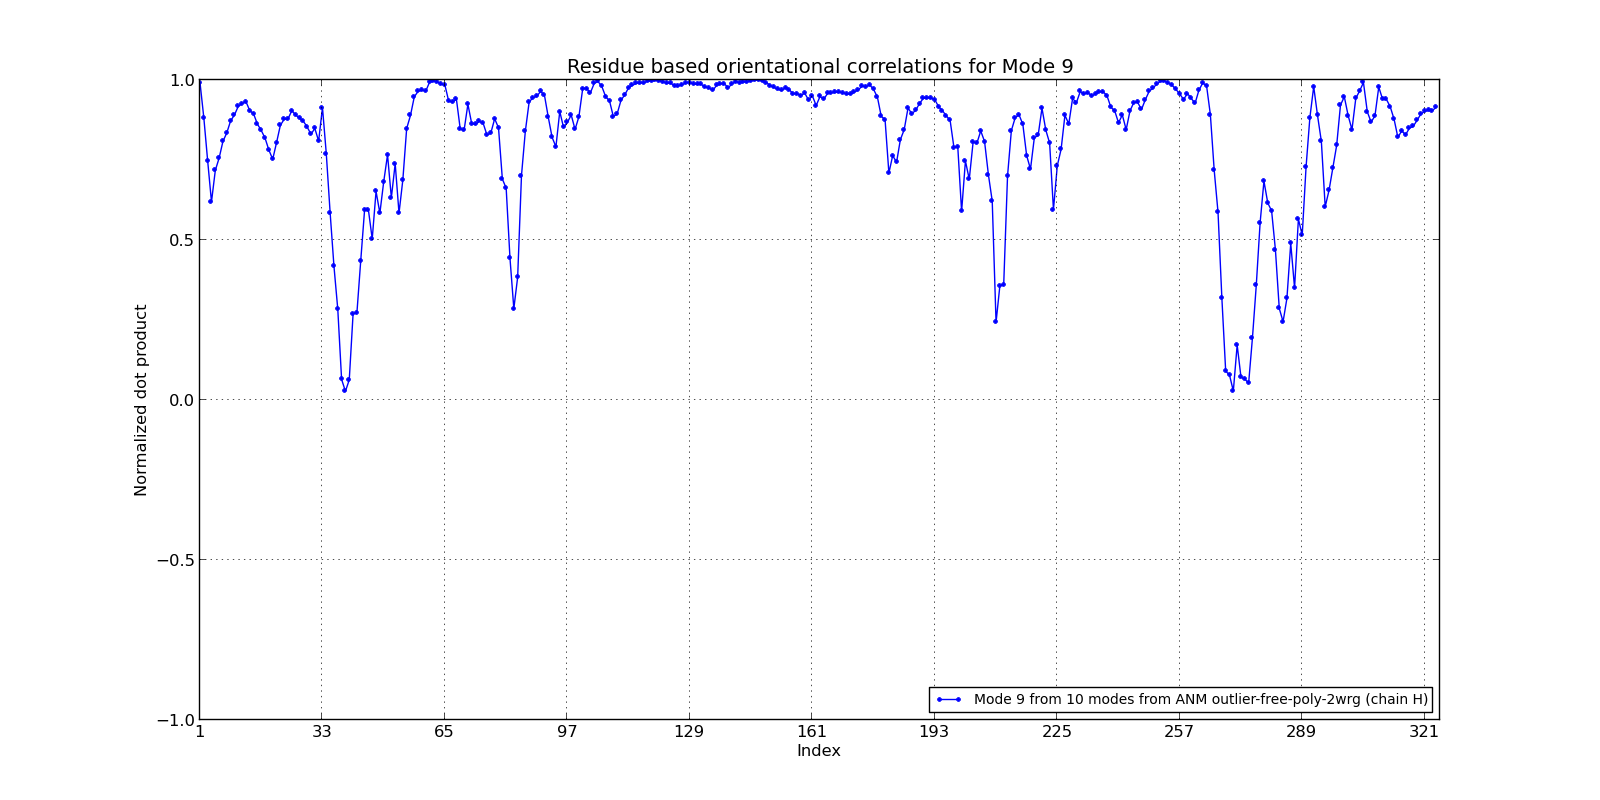 Residue based orientational correlations for Mode 9
1.0
0.5
0.0
−0.5
−1.0
Normalized dot product
Mode 9 from 10 modes from ANM outlier-free-poly-2wrg (chain H)
1 33 65 97 129 161 193 225 257 289 321
Index